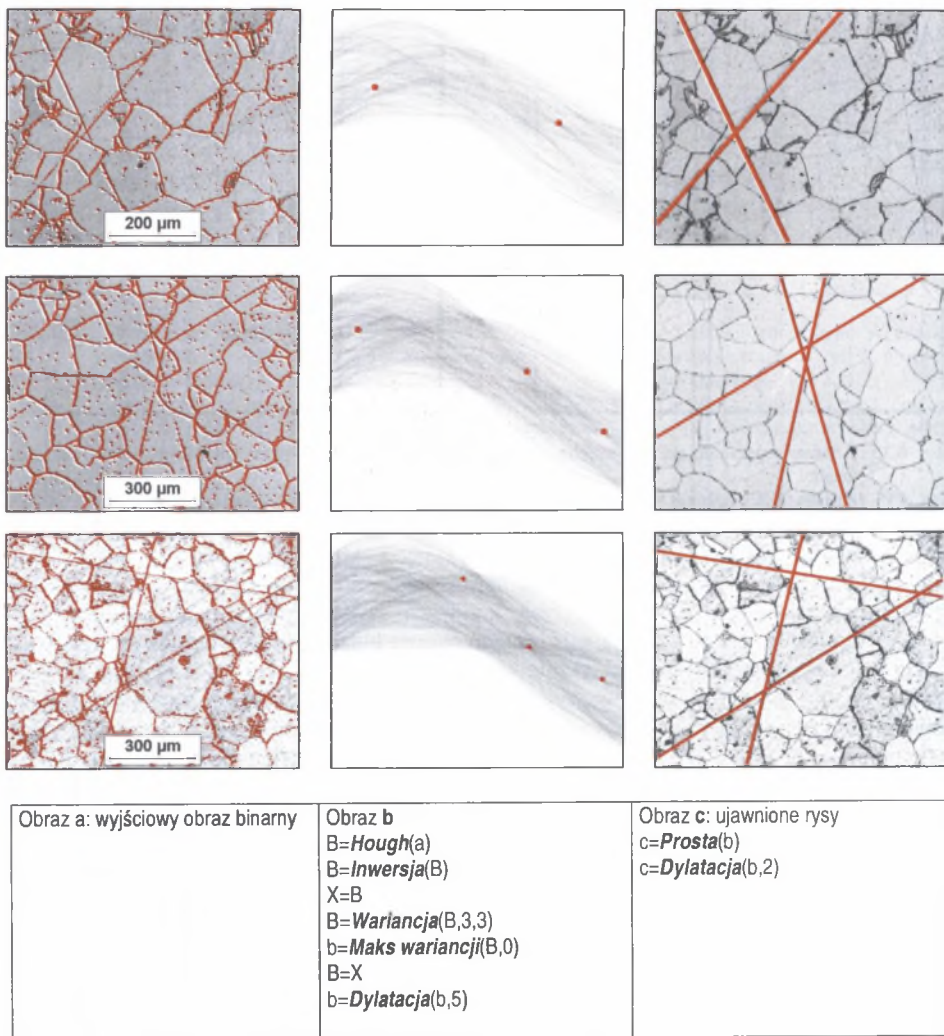 200 µm
300 µm
300 µm
Obraz a: wyjściowy obraz binarny
Obraz b
B=Hough(a)
B=Inwersja(B)
X=B
B=Wariancja(B,3,3)
b=Maks wariancji(B,0)
B=X
b=Dylatacja(b,5)
Obraz c: ujawnione rysy
c=Prosta(b)
c=Dylatacja(b,2)